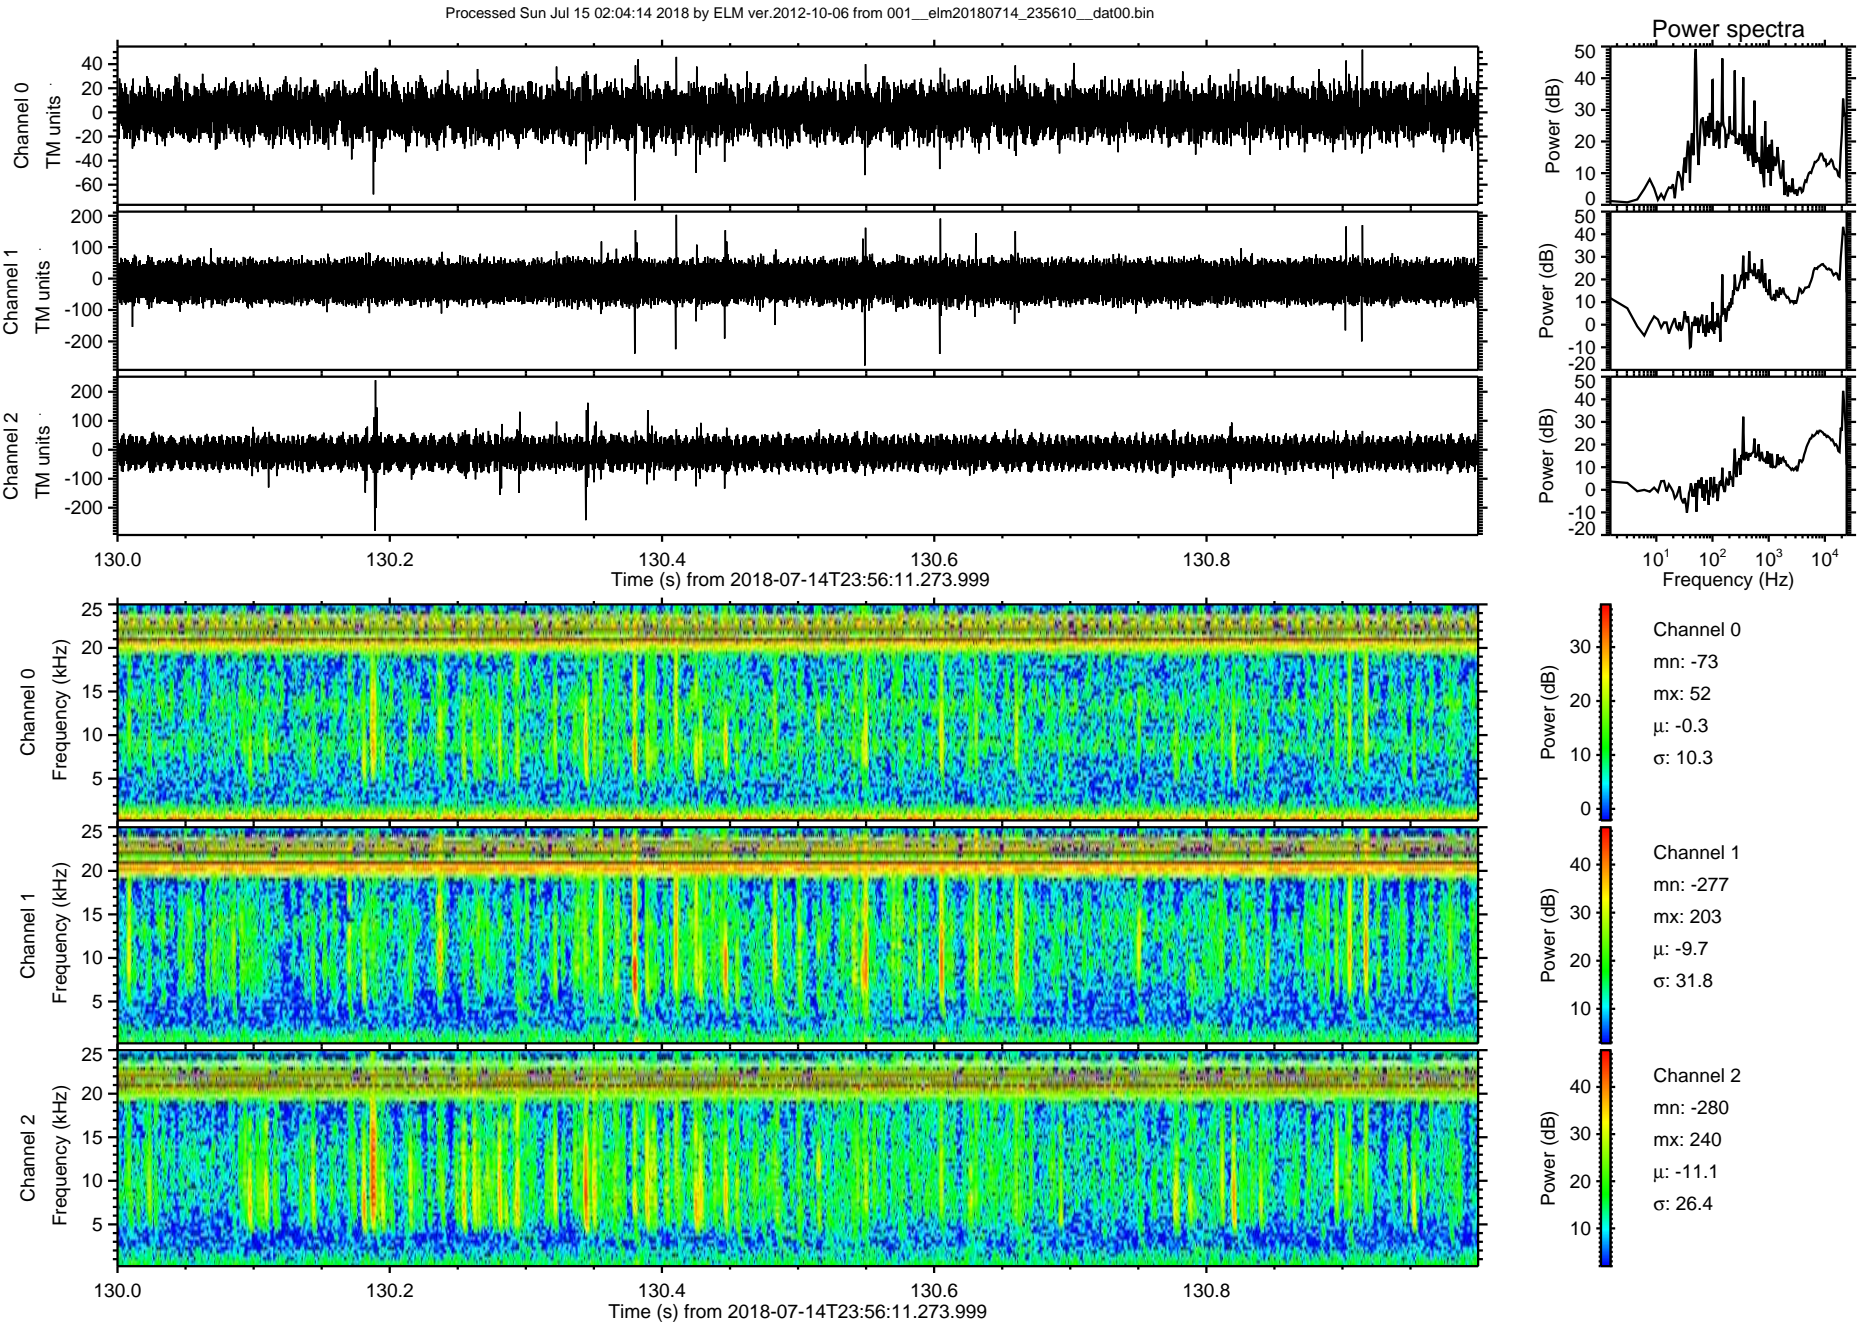 Processed Sun Jul 15 02:04:14 2018 by ELM ver.2012-10-06 from 001__elm20180714_235610__dat00.bin
Power spectra
Channel 0
TM units
40
20
0
-20
-40
-60
Power (dB)
50
40
30
20
10
0
Channel 1
TM units
200
100
0
-100
-200
Power (dB)
50
40
30
20
10
0
-10
-20
Channel 2
TM units
200
100
0
-100
-200
Power (dB)
50
40
30
20
10
0
-10
-20
130.0 130.2 130.4 130.6 130.8
Time (s) from 2018-07-14T23:56:11.273.999
10¹ 10² 10³ 10⁴
Frequency (Hz)
Channel 0
Frequency (kHz)
25
20
15
10
5
Power (dB)
30
20
10
0
Channel 0
mn: -73
mx: 52
μ: -0.3
σ: 10.3
Channel 1
Frequency (kHz)
25
20
15
10
5
Power (dB)
40
30
20
10
Channel 1
mn: -277
mx: 203
μ: -9.7
σ: 31.8
Channel 2
Frequency (kHz)
25
20
15
10
5
Power (dB)
40
30
20
10
Channel 2
mn: -280
mx: 240
μ: -11.1
σ: 26.4
130.0 130.2 130.4 130.6 130.8
Time (s) from 2018-07-14T23:56:11.273.999